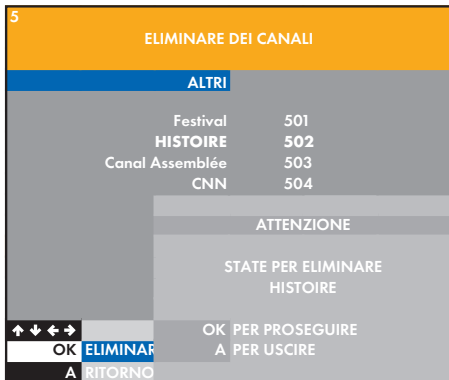 5
ELIMINARE DEI CANALI
ALTRI
Festival 501
HISTOIRE 502
Canal Assemblée 503
CNN 504
ATTENZIONE
STATE PER ELIMINARE
HISTOIRE
OK PER PROSEGUIRE
A PER USCIRE
OK ELIMINAR
A RITORNO